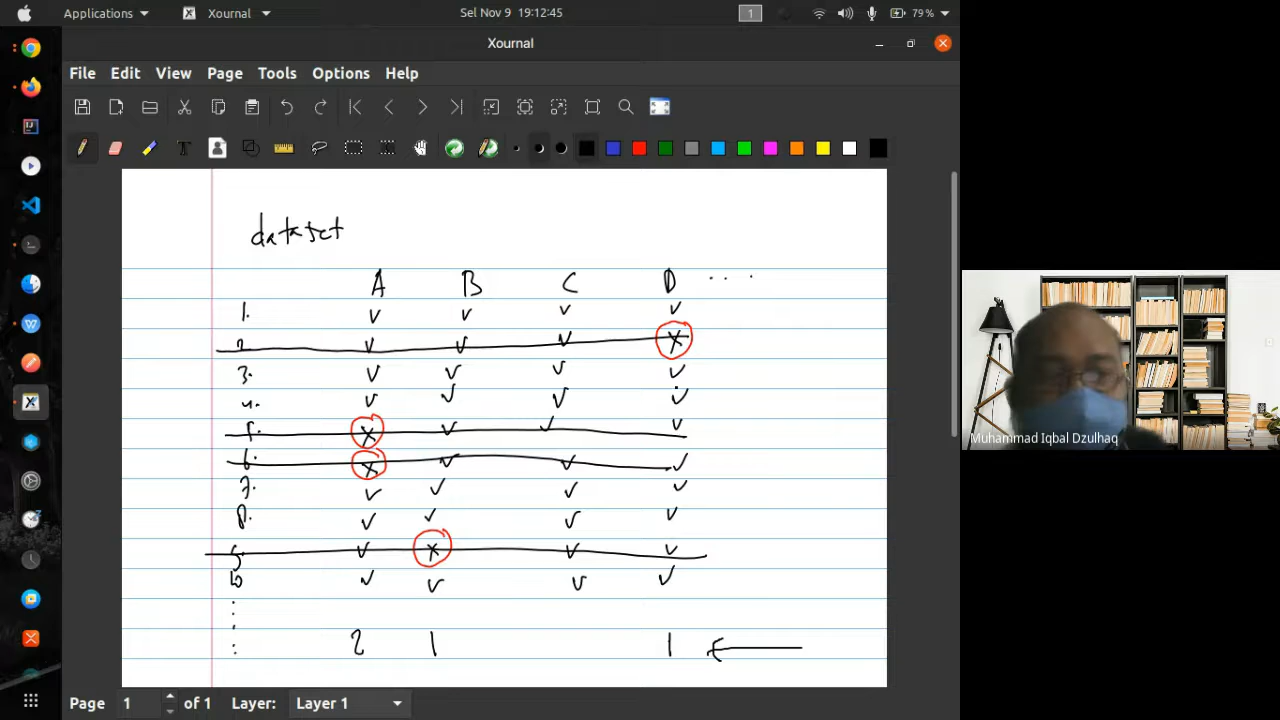 Applications Xournal Sel Nov 9 19:12:45 1 79%
Xournal
File Edit View Page Tools Options Help
dataset
A B C D ...
1. v v v v
2. v v v x
3. v v v v
4. v v v v
5. x v v v
6. x v v v
7. v v v v
8. v v v v
9 v x v v
10 v v v v
2 1 1
Muhammad Iqbal Dzulhaq
Page 1 of 1 Layer: Layer 1